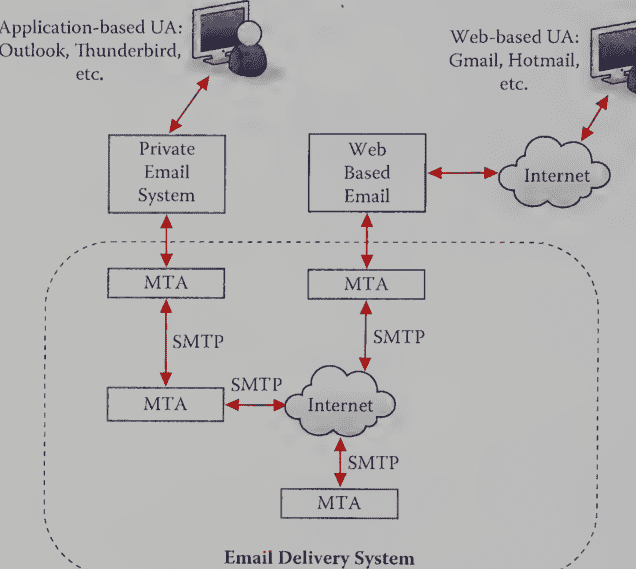 Application-based UA:
Outlook, Thunderbird,
etc.
Web-based UA:
Gmail, Hotmail,
etc.
Private
Email
System
Web
Based
Email
Internet
MTA
MTA
SMTP
SMTP
MTA
SMTP
Internet
SMTP
MTA
Email Delivery System